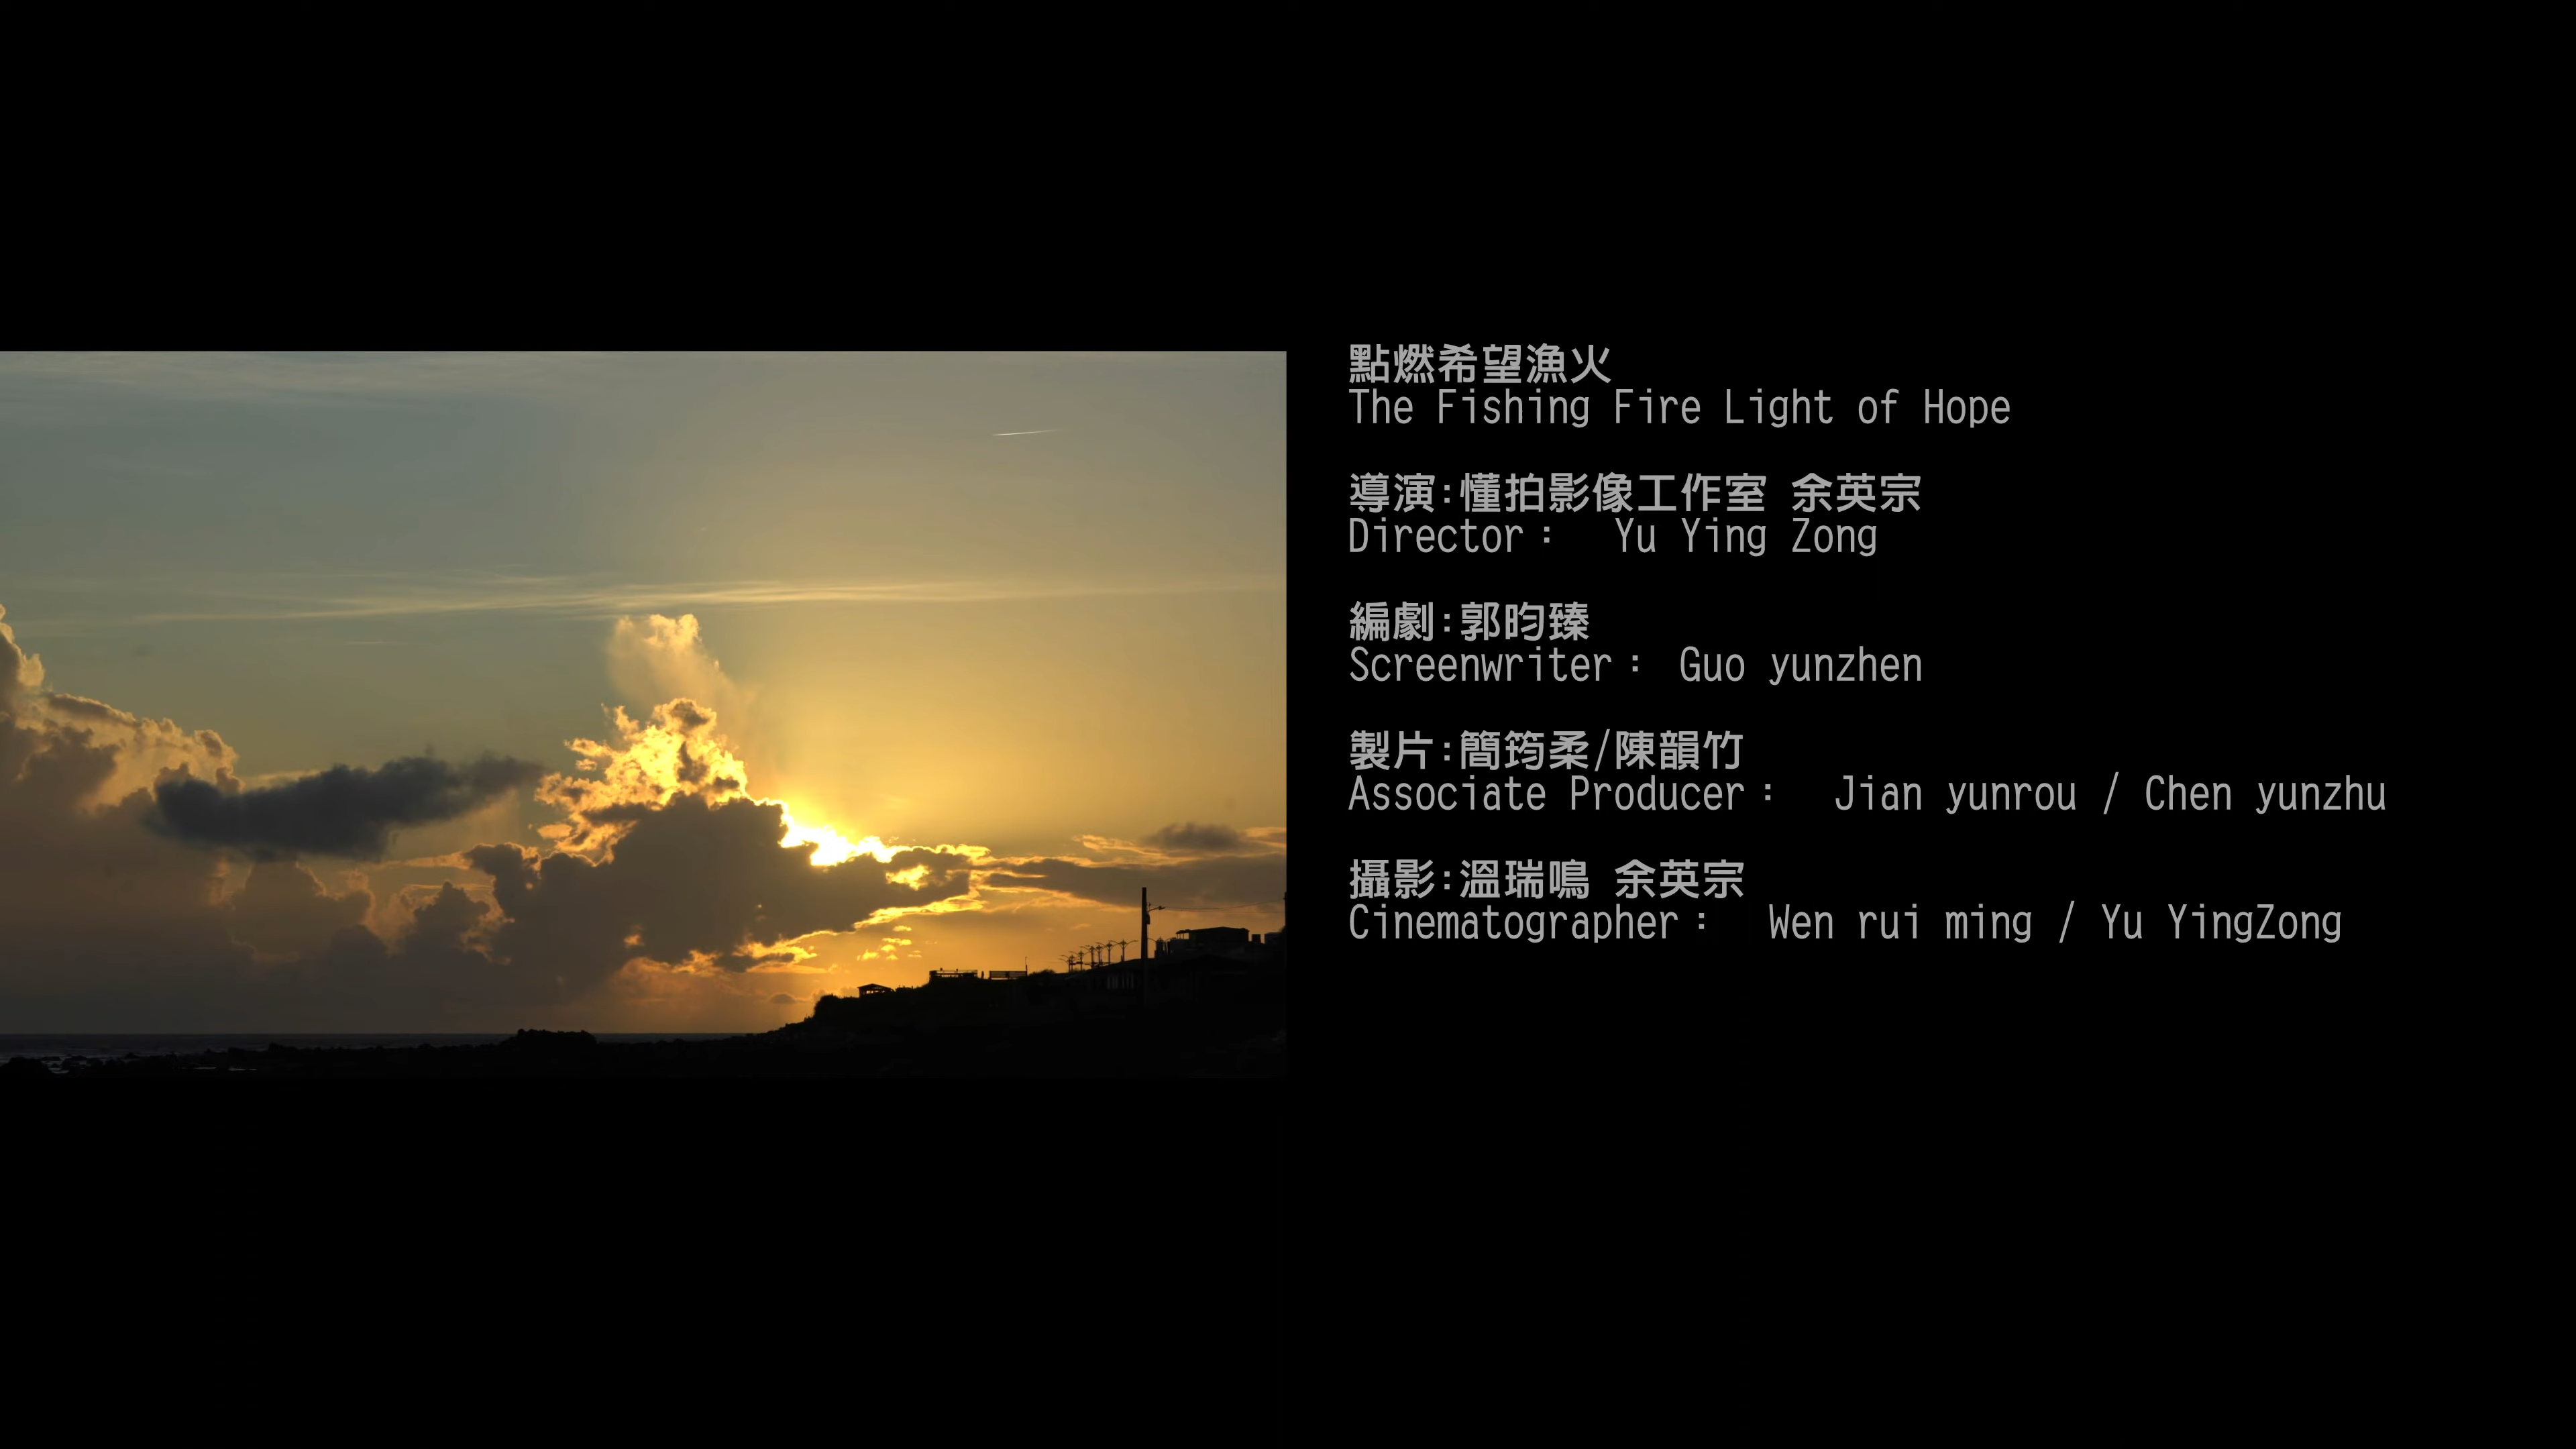 點燃希望漁火
The Fishing Fire Light of Hope
導演:懂拍影像工作室 余英宗
Director： Yu Ying Zong
編劇:郭昀臻
Screenwriter： Guo yunzhen
製片:簡筠柔/陳韻竹
Associate Producer： Jian yunrou / Chen yunzhu
攝影:溫瑞鳴 余英宗
Cinematographer： Wen rui ming / Yu YingZong